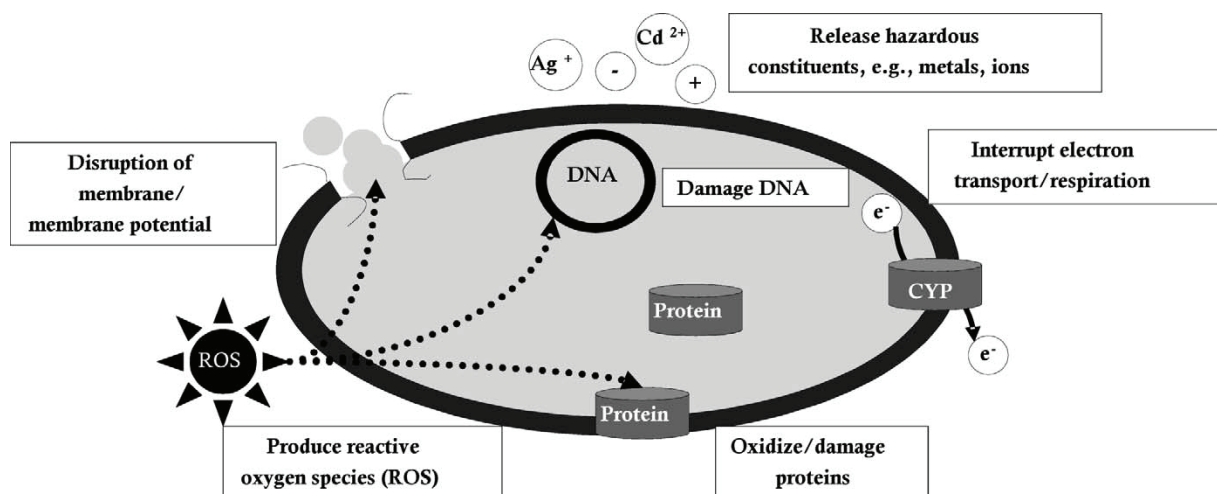 Ag +
-
Cd 2+
+
Release hazardous
constituents, e.g., metals, ions
Disruption of
membrane/
membrane potential
DNA
Damage DNA
Interrupt electron
transport/respiration
e-
CYP
e-
Protein
ROS
Protein
Produce reactive
oxygen species (ROS)
Oxidize/damage
proteins